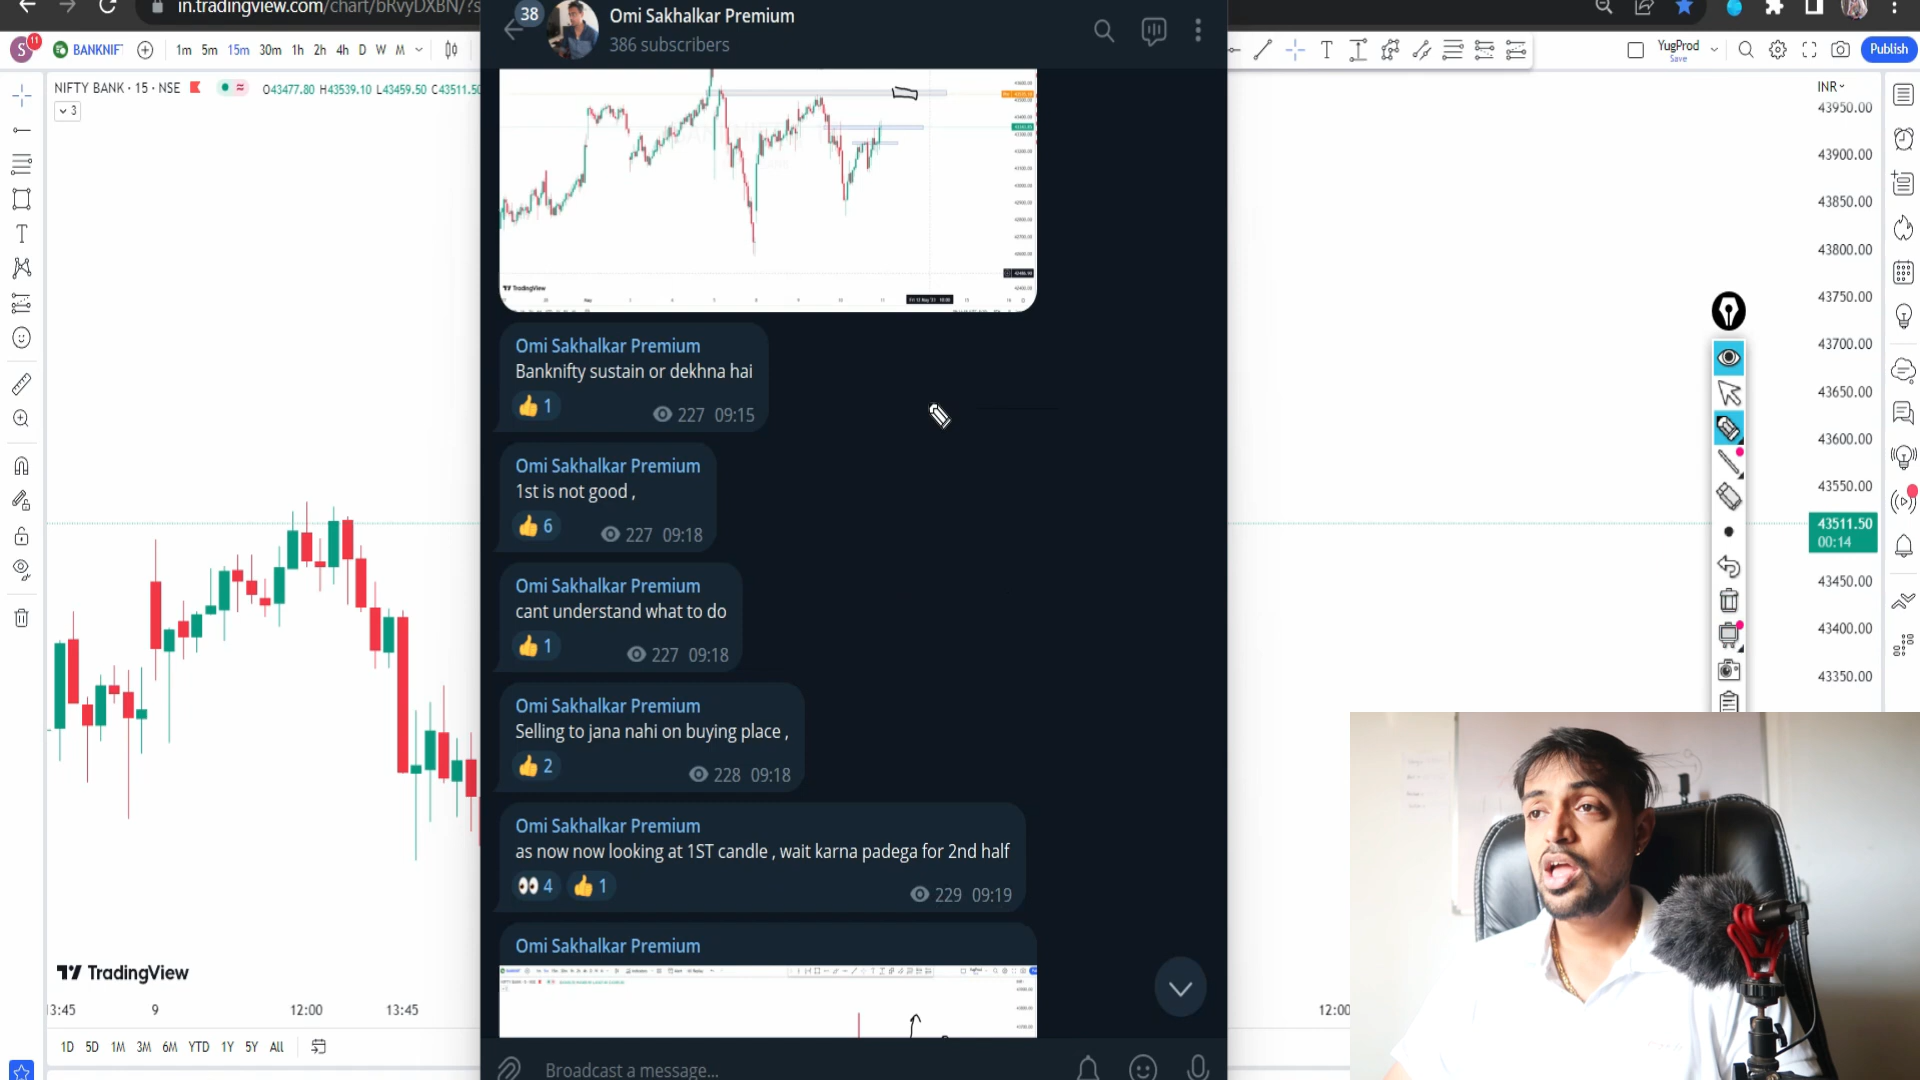 in.tradingview.com/chart/bRvyDXBN/?s
38
Omi Sakhalkar Premium
386 subscribers
S
11
BANKNIF
1m 5m 15m 30m 1h 2h 4h D W M
YugProd
Save
Publish
NIFTY BANK · 15 · NSE
O43477.80 H43539.10 L43459.50 C43511.50
3
INR
43950.00
43900.00
43850.00
43800.00
43750.00
43700.00
43650.00
43600.00
43550.00
43511.50
00:14
43450.00
43400.00
43350.00
TradingView
Omi Sakhalkar Premium
Banknifty sustain or dekhna hai
👍 1
227 09:15
Omi Sakhalkar Premium
1st is not good ,
👍 6
227 09:18
Omi Sakhalkar Premium
cant understand what to do
👍 1
227 09:18
Omi Sakhalkar Premium
Selling to jana nahi on buying place ,
👍 2
228 09:18
Omi Sakhalkar Premium
as now now looking at 1ST candle , wait karna padega for 2nd half
👀 4 👍 1
229 09:19
Omi Sakhalkar Premium
TradingView
13:45 9 12:00 13:45 12:00
1D 5D 1M 3M 6M YTD 1Y 5Y All
Broadcast a message...